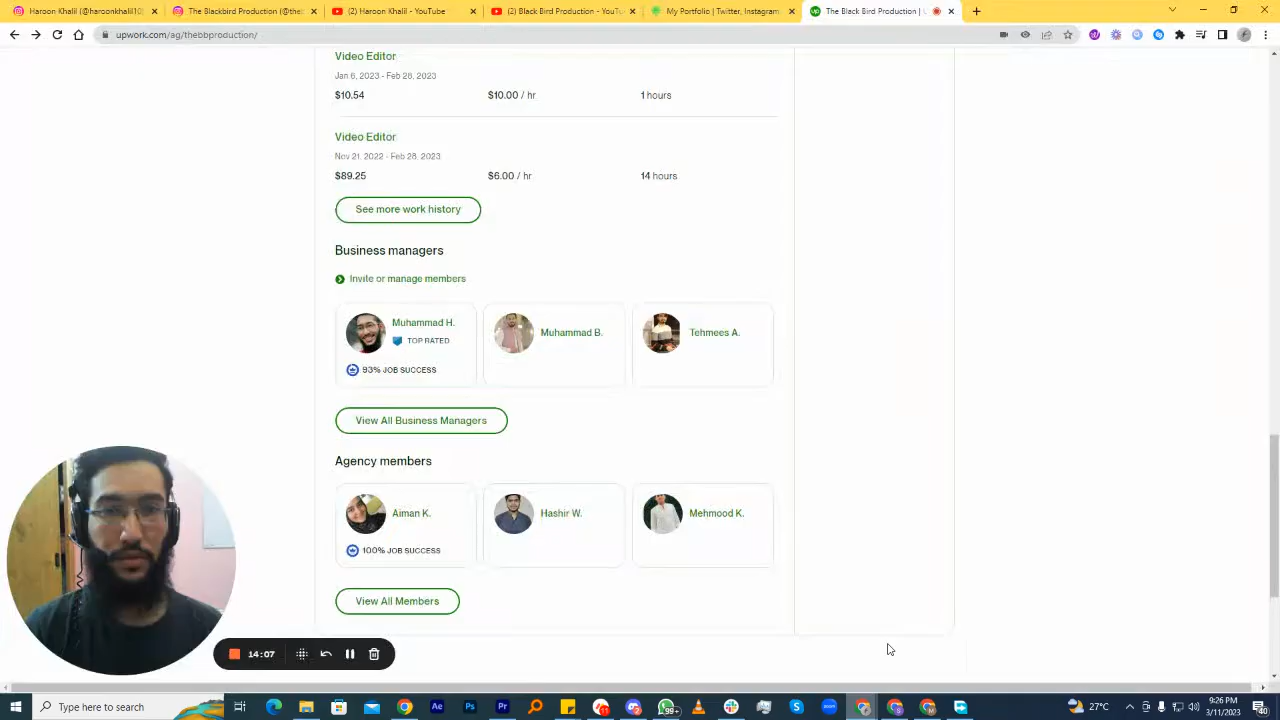 Haroon Khalil (@haroonkhalil10)
The Blackbird Production (@the
(2) Haroon Khalil - YouTube
(2) Black Bird Production - YouTu
My Portfolio | Twitter, Instagram
The Black Bird Production | U
upwork.com/ag/thebbproduction/
Video Editor
Jan 6, 2023 - Feb 28, 2023
$10.54 $10.00 / hr 1 hours
Video Editor
Nov 21, 2022 - Feb 28, 2023
$89.25 $6.00 / hr 14 hours
See more work history
Business managers
Invite or manage members
Muhammad H.
TOP RATED
93% JOB SUCCESS
Muhammad B.
Tehmees A.
View All Business Managers
Agency members
Aiman K.
100% JOB SUCCESS
Hashir W.
Mehmood K.
View All Members
14:07
Type here to search
Ae
Ps
Pr
99+
27°C
9:26 PM
3/11/2023